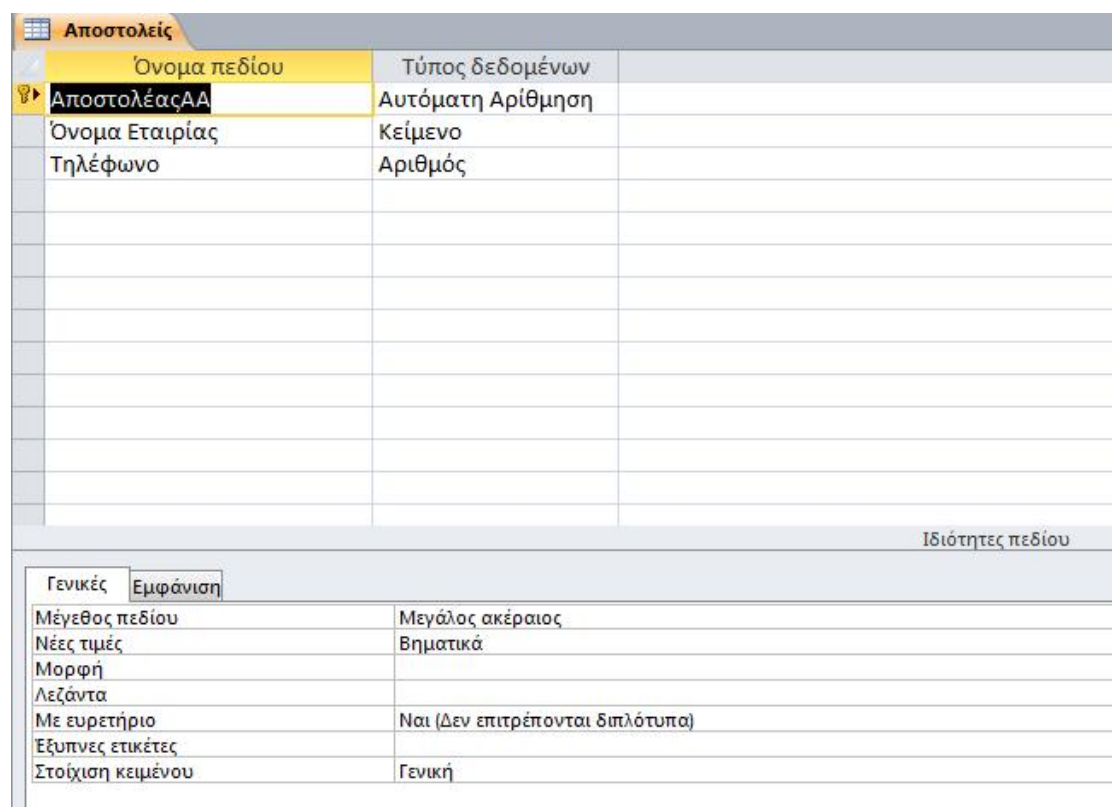 Αποστολείς
Όνομα πεδίου Τύπος δεδομένων
ΑποστολέαςΑΑ Αυτόματη Αρίθμηση
Όνομα Εταιρίας Κείμενο
Τηλέφωνο Αριθμός
Ιδιότητες πεδίου
Γενικές Εμφάνιση
Μέγεθος πεδίου Μεγάλος ακέραιος
Νέες τιμές Βηματικά
Μορφή
Λεζάντα
Με ευρετήριο Ναι (Δεν επιτρέπονται διπλότυπα)
Έξυπνες ετικέτες
Στοίχιση κειμένου Γενική